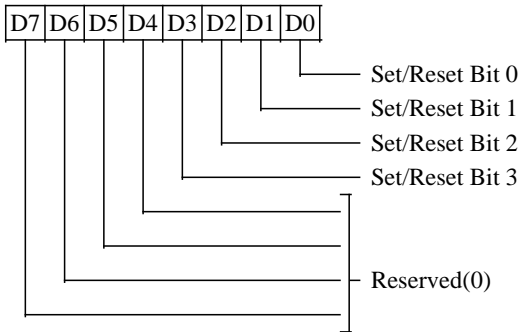 D7 D6 D5 D4 D3 D2 D1 D0
Set/Reset Bit 0
Set/Reset Bit 1
Set/Reset Bit 2
Set/Reset Bit 3
Reserved(0)